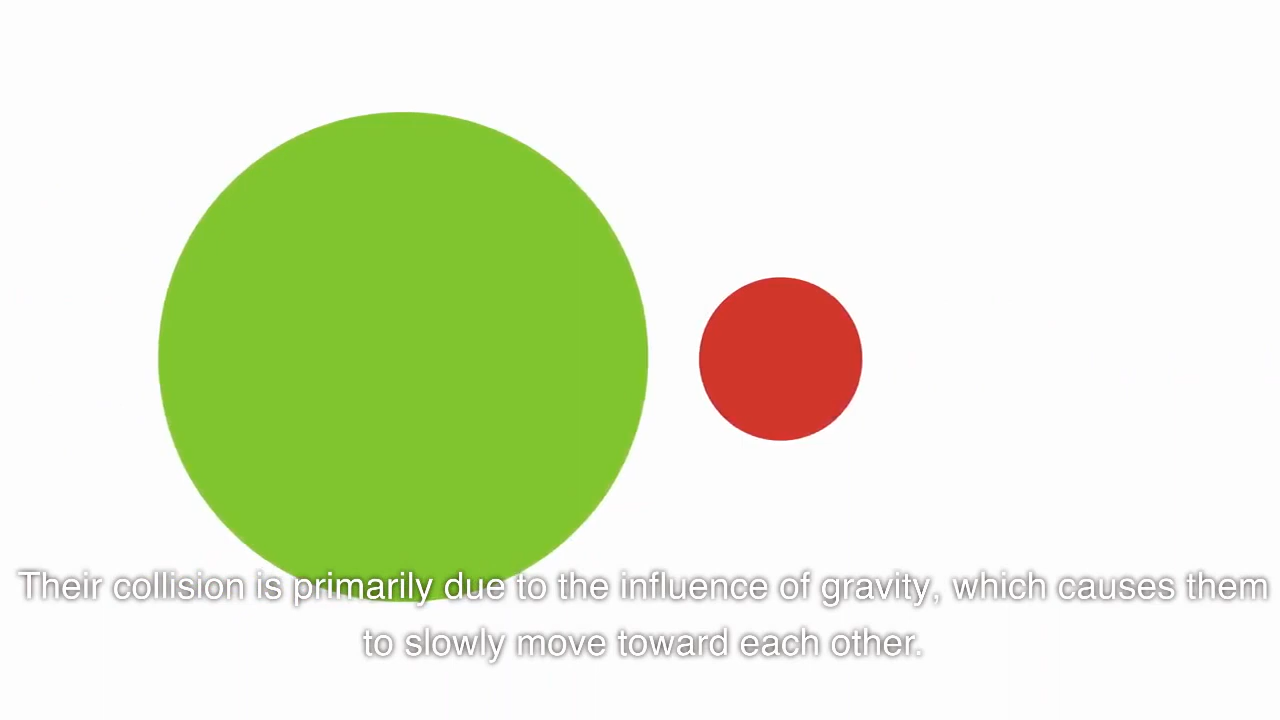 Their collision is primarily due to the influence of gravity, which causes them
to slowly move toward each other.